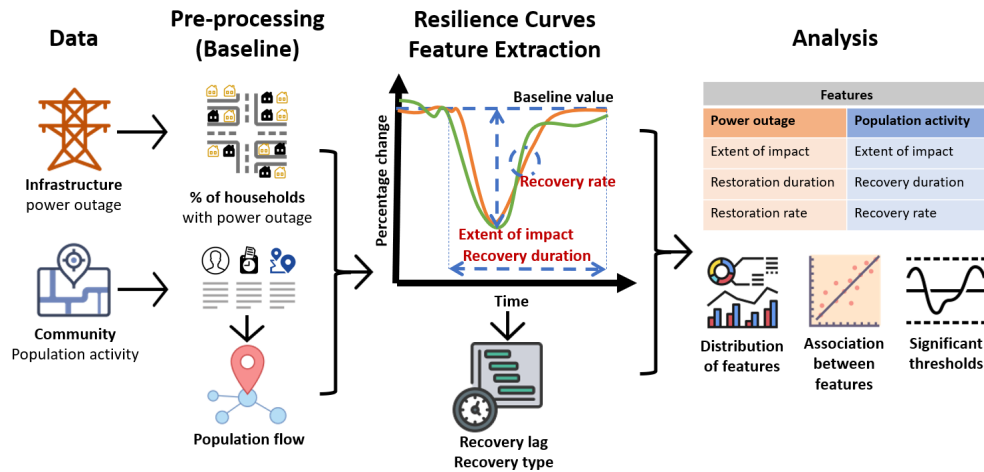 Data
Pre-processing
(Baseline)
Resilience Curves
Feature Extraction
Analysis
Infrastructure
power outage
Community
Population activity
% of households
with power outage
Population flow
Percentage change
Baseline value
Recovery rate
Extent of impact
Recovery duration
Time
Recovery lag
Recovery type
Features
Power outage
Population activity
Extent of impact
Extent of impact
Restoration duration
Recovery duration
Restoration rate
Recovery rate
Distribution
of features
Association
between
features
Significant
thresholds